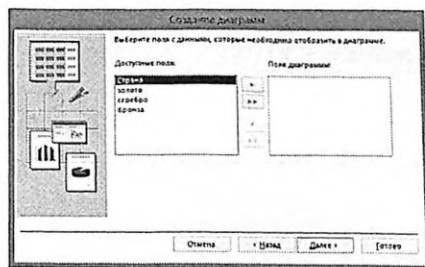 Создание диаграмм
Выберите поля с данными, которые необходимо отобразить в диаграмме.
Доступные поля:
Поля диаграммы:
страна
золото
серебро
бронза
Отмена
< Назад
Далее >
Готово